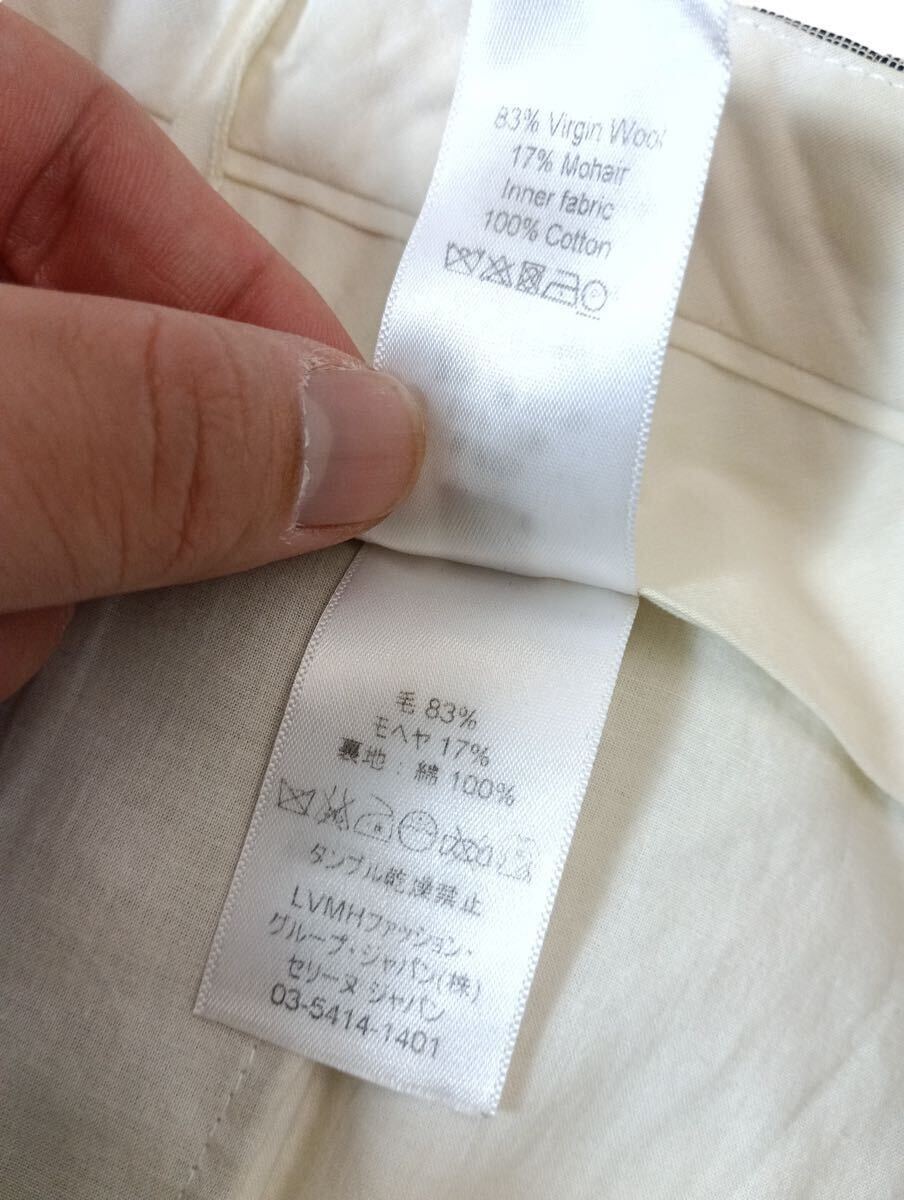 83% Virgin Wool
17% Mohair
Inner fabric
100% Cotton
毛 83%
モヘヤ 17%
裏地：綿 100%
タンブル乾燥禁止
LVMHファッション・
グループ・ジャパン(株)
セリーヌ ジャパン
03-5414-1401